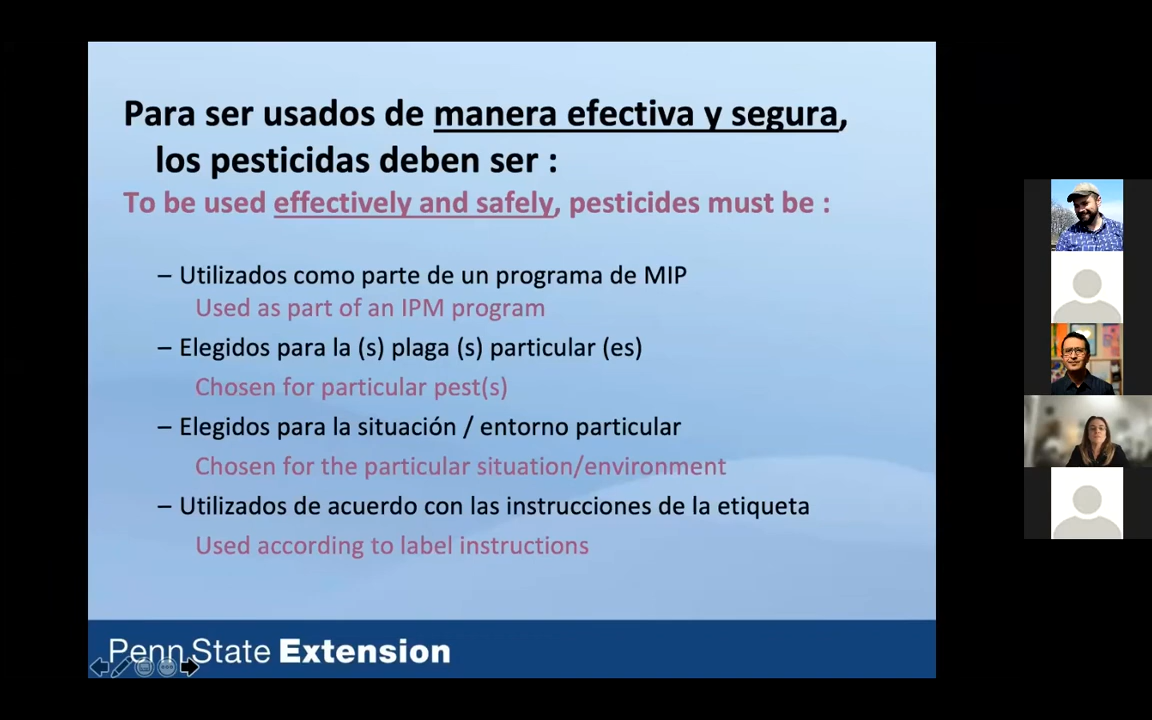 Para ser usados de manera efectiva y segura,
los pesticidas deben ser :
To be used effectively and safely, pesticides must be :
– Utilizados como parte de un programa de MIP
Used as part of an IPM program
– Elegidos para la (s) plaga (s) particular (es)
Chosen for particular pest(s)
– Elegidos para la situación / entorno particular
Chosen for the particular situation/environment
– Utilizados de acuerdo con las instrucciones de la etiqueta
Used according to label instructions
Penn State Extension